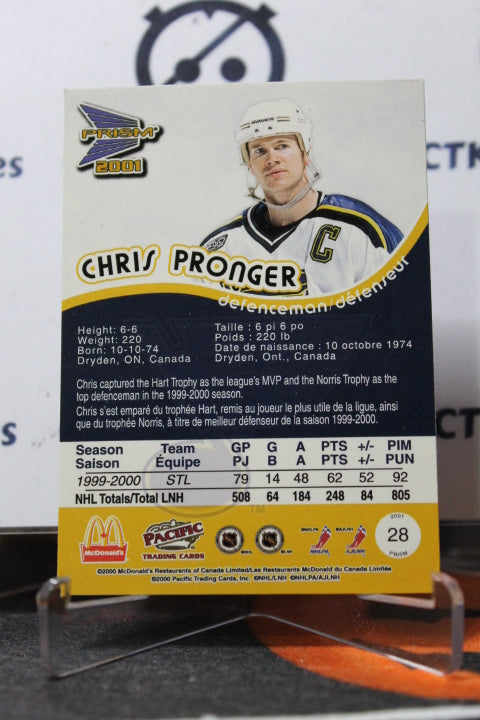 PRISM
2001
BAUER
C
CHRIS PRONGER
defenceman/défenseur
Height: 6-6
Weight: 220
Born: 10-10-74
Dryden, ON, Canada
Taille : 6 pi 6 po
Poids : 220 lb
Date de naissance : 10 octobre 1974
Dryden, Ont., Canada
Chris captured the Hart Trophy as the league's MVP and the Norris Trophy as the
top defenceman in the 1999-2000 season.
Chris s'est emparé du trophée Hart, remis au joueur le plus utile de la ligue, ainsi
que du trophée Norris, à titre de meilleur défenseur de la saison 1999-2000.
Season Team GP G A PTS +/- PIM
Saison Équipe PJ B A PTS +/- PUN
1999-2000 STL 79 14 48 62 52 92
NHL Totals/Total LNH 508 64 184 248 84 805
TM
McDonald's
PACIFIC
TRADING CARDS
NHLPA
AJLNH
2001
28
PRISM
©2000 McDonald's Restaurants of Canada Limited/Les Restaurants McDonald du Canada Limitée
©2000 Pacific Trading Cards, Inc. ©NHL/LNH ©NHLPA/AJLNH
CTK